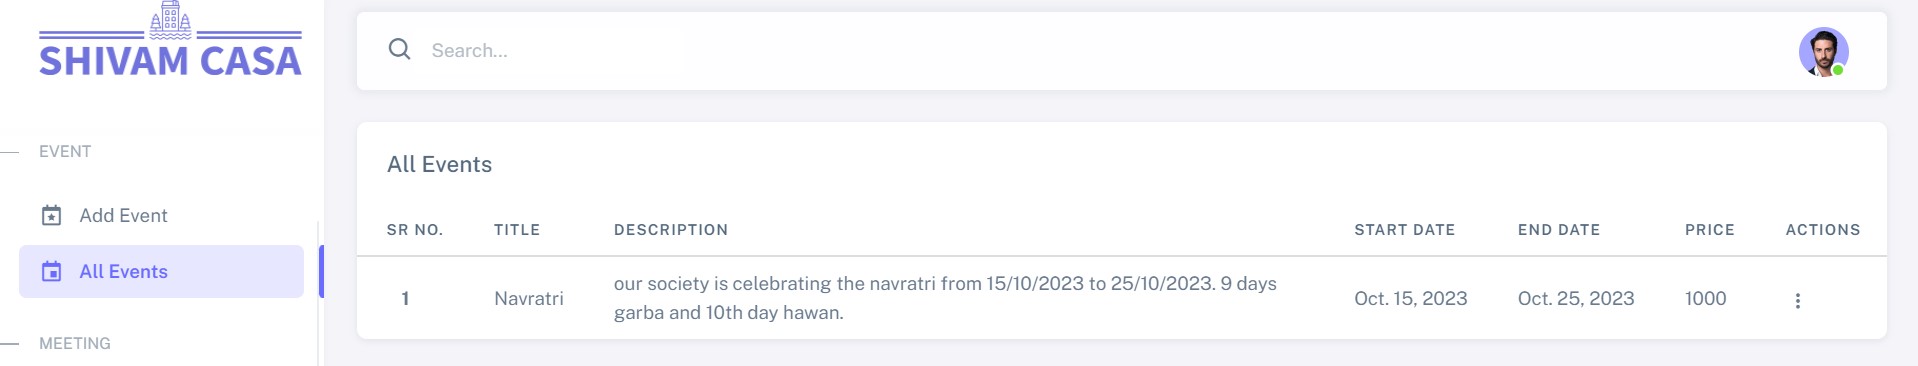 SHIVAM CASA
Search...
EVENT
Add Event
All Events
MEETING
All Events
SR NO. TITLE DESCRIPTION START DATE END DATE PRICE ACTIONS
1 Navratri our society is celebrating the navratri from 15/10/2023 to 25/10/2023. 9 days Oct. 15, 2023 Oct. 25, 2023 1000
garba and 10th day hawan.